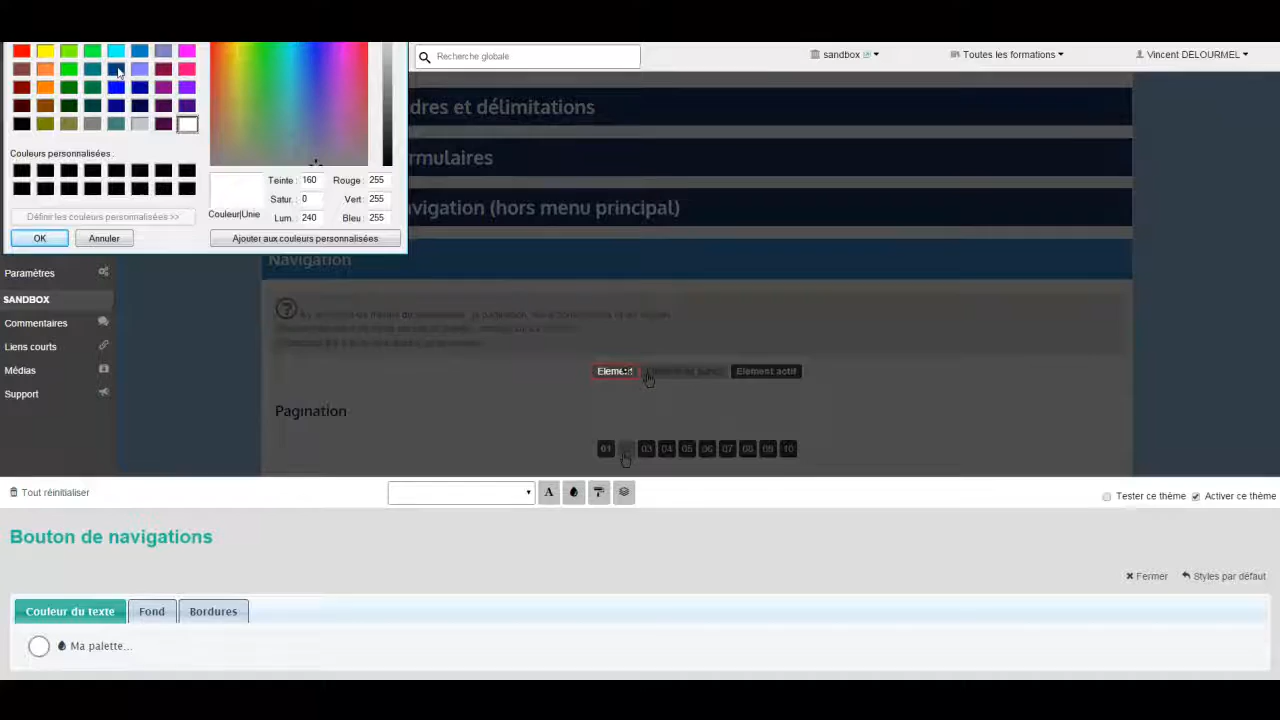 Recherche globale
sandbox
Toutes les formations
Vincent DELOURMEL
dres et délimitations
rmulaires
vigation (hors menu principal)
Navigation
Couleurs personnalisées :
Définir les couleurs personnalisées >>
OK
Annuler
Teinte : 160
Rouge : 255
Satur. : 0
Vert : 255
Couleur|Unie
Lum. : 240
Bleu : 255
Ajouter aux couleurs personnalisées
Paramètres
SANDBOX
Commentaires
Liens courts
Médias
Support
Element
Element actif
Pagination
01 03 04 05 06 07 08 09 10
Tout réinitialiser
A
Tester ce thème
Activer ce thème
Bouton de navigations
Fermer
Styles par défaut
Couleur du texte
Fond
Bordures
Ma palette...